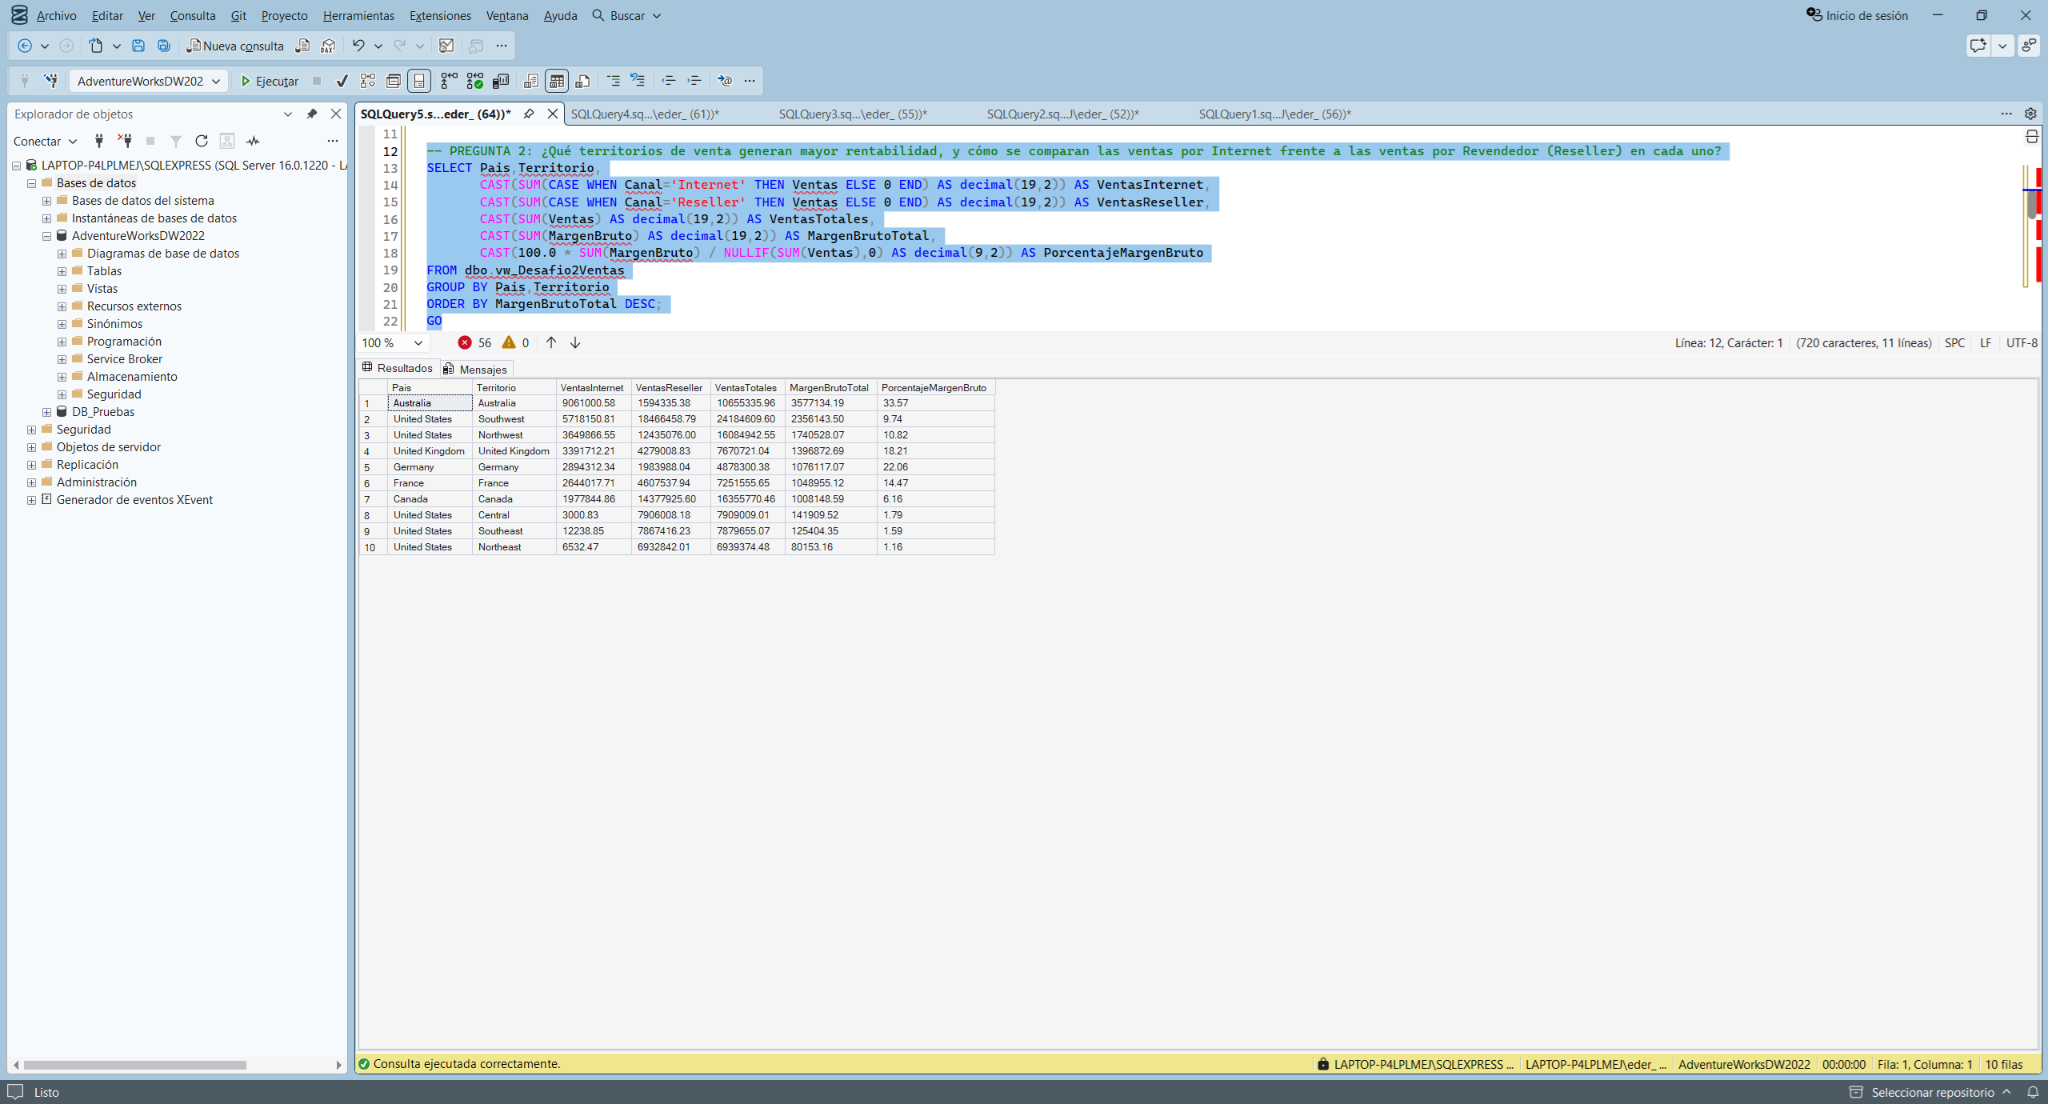 Archivo Editar Ver Consulta Git Proyecto Herramientas Extensiones Ventana Ayuda Buscar Inicio de sesión
Nueva consulta
AdventureWorksDW202 Ejecutar
Explorador de objetos
Conectar
LAPTOP-P4LPLMEJ\SQLEXPRESS (SQL Server 16.0.1220 - L
Bases de datos
Bases de datos del sistema
Instantáneas de bases de datos
AdventureWorksDW2022
Diagramas de base de datos
Tablas
Vistas
Recursos externos
Sinónimos
Programación
Service Broker
Almacenamiento
Seguridad
DB_Pruebas
Seguridad
Objetos de servidor
Replicación
Administración
Generador de eventos XEvent
SQLQuery5.s...eder_ (64))* SQLQuery4.sq...\eder_ (61))* SQLQuery3.sq...\eder_ (55))* SQLQuery2.sq...J\eder_ (52))* SQLQuery1.sq...J\eder_ (56))*
11
12 -- PREGUNTA 2: ¿Qué territorios de venta generan mayor rentabilidad, y cómo se comparan las ventas por Internet frente a las ventas por Revendedor (Reseller) en cada uno?
13 SELECT Pais,Territorio,
14 CAST(SUM(CASE WHEN Canal='Internet' THEN Ventas ELSE 0 END) AS decimal(19,2)) AS VentasInternet,
15 CAST(SUM(CASE WHEN Canal='Reseller' THEN Ventas ELSE 0 END) AS decimal(19,2)) AS VentasReseller,
16 CAST(SUM(Ventas) AS decimal(19,2)) AS VentasTotales,
17 CAST(SUM(MargenBruto) AS decimal(19,2)) AS MargenBrutoTotal,
18 CAST(100.0 * SUM(MargenBruto) / NULLIF(SUM(Ventas),0) AS decimal(9,2)) AS PorcentajeMargenBruto
19 FROM dbo.vw_Desafio2Ventas
20 GROUP BY Pais,Territorio
21 ORDER BY MargenBrutoTotal DESC;
22 GO
100 % 56 0 Línea: 12, Carácter: 1 (720 caracteres, 11 líneas) SPC LF UTF-8
Resultados Mensajes
Pais Territorio VentasInternet VentasReseller VentasTotales MargenBrutoTotal PorcentajeMargenBruto
1 Australia Australia 9061000.58 1594335.38 10655335.96 3577134.19 33.57
2 United States Southwest 5718150.81 18466458.79 24184609.60 2356143.50 9.74
3 United States Northwest 3649866.55 12435076.00 16084942.55 1740528.07 10.82
4 United Kingdom United Kingdom 3391712.21 4279008.83 7670721.04 1396872.69 18.21
5 Germany Germany 2894312.34 1983988.04 4878300.38 1076117.07 22.06
6 France France 2644017.71 4607537.94 7251555.65 1048955.12 14.47
7 Canada Canada 1977844.86 14377925.60 16355770.46 1008148.59 6.16
8 United States Central 3000.83 7906008.18 7909009.01 141909.52 1.79
9 United States Southeast 12238.85 7867416.23 7879655.07 125404.35 1.59
10 United States Northeast 6532.47 6932842.01 6939374.48 80153.16 1.16
Consulta ejecutada correctamente. LAPTOP-P4LPLMEJ\SQLEXPRESS ... LAPTOP-P4LPLMEJ\eder_ ... AdventureWorksDW2022 00:00:00 Fila: 1, Columna: 1 10 filas
Listo Seleccionar repositorio